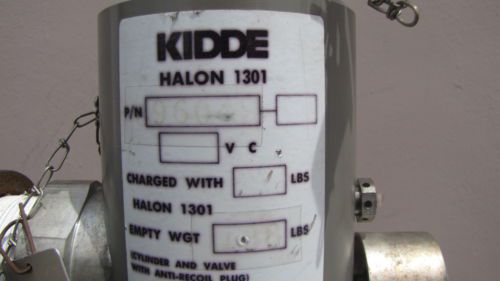 KIDDE
HALON 1301
P/N
V C
CHARGED WITH LBS
HALON 1301
EMPTY WGT LBS
(CYLINDER AND VALVE
WITH ANTI-RECOIL PLUG)